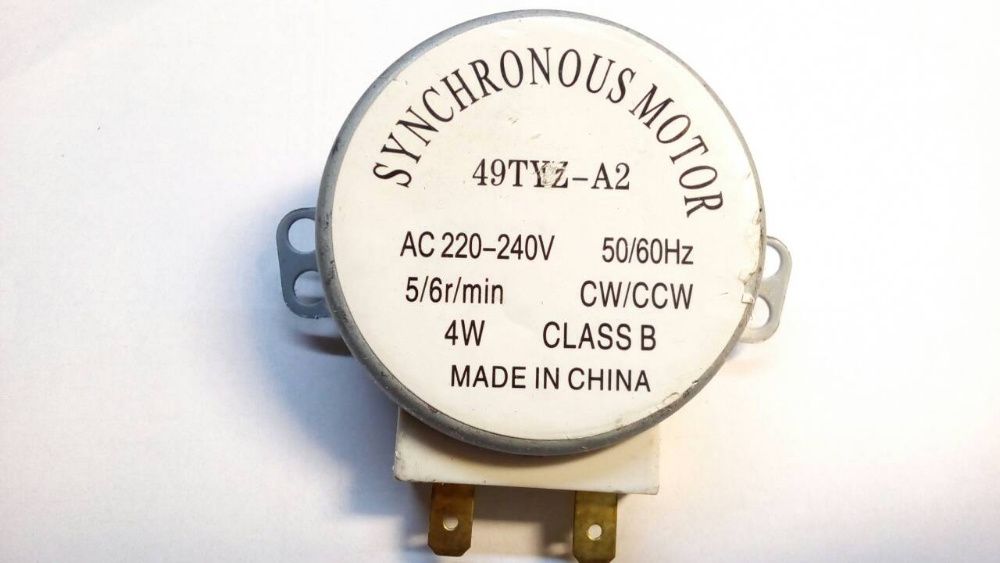 SYNCHRONOUS MOTOR
49TYZ-A2
AC 220-240V 50/60Hz
5/6r/min CW/CCW
4W CLASS B
MADE IN CHINA